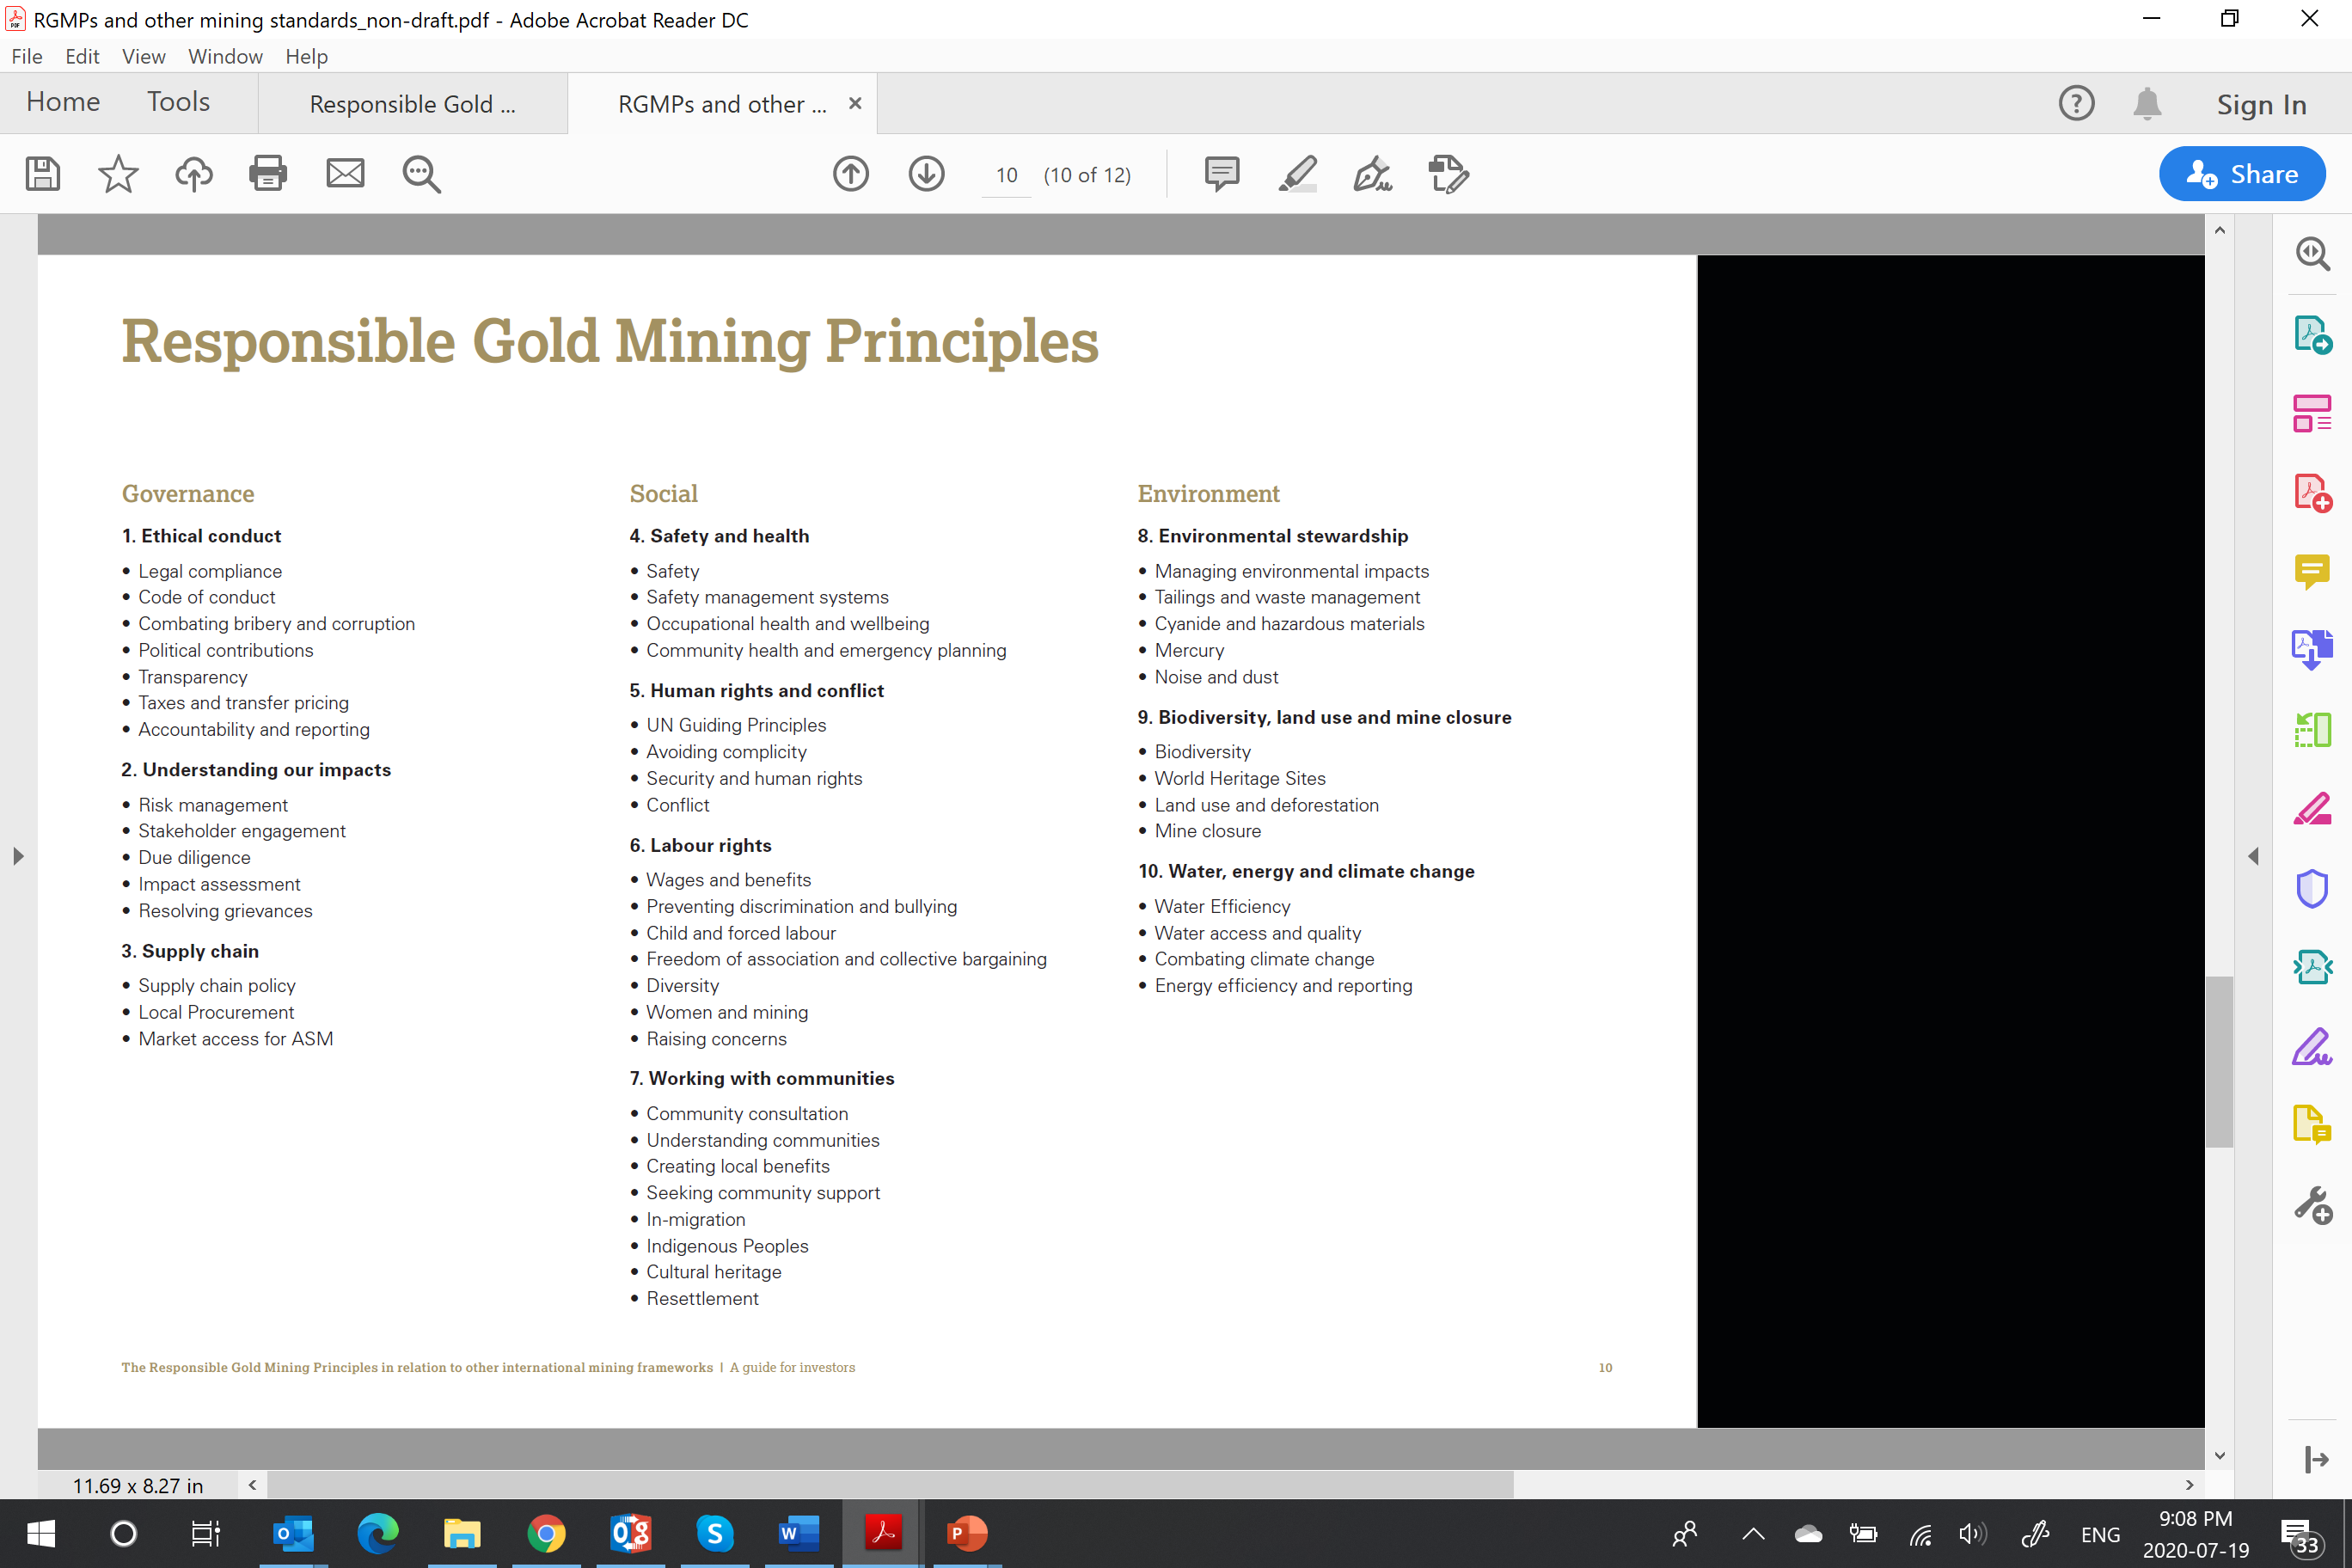 RGMPs and other mining standards_non-draft.pdf - Adobe Acrobat Reader DC
File Edit View Window Help
Home Tools Responsible Gold ... RGMPs and other ... Sign In
10 (10 of 12) Share
Responsible Gold Mining Principles
Governance
1. Ethical conduct
• Legal compliance
• Code of conduct
• Combating bribery and corruption
• Political contributions
• Transparency
• Taxes and transfer pricing
• Accountability and reporting
2. Understanding our impacts
• Risk management
• Stakeholder engagement
• Due diligence
• Impact assessment
• Resolving grievances
3. Supply chain
• Supply chain policy
• Local Procurement
• Market access for ASM
Social
4. Safety and health
• Safety
• Safety management systems
• Occupational health and wellbeing
• Community health and emergency planning
5. Human rights and conflict
• UN Guiding Principles
• Avoiding complicity
• Security and human rights
• Conflict
6. Labour rights
• Wages and benefits
• Preventing discrimination and bullying
• Child and forced labour
• Freedom of association and collective bargaining
• Diversity
• Women and mining
• Raising concerns
7. Working with communities
• Community consultation
• Understanding communities
• Creating local benefits
• Seeking community support
• In-migration
• Indigenous Peoples
• Cultural heritage
• Resettlement
Environment
8. Environmental stewardship
• Managing environmental impacts
• Tailings and waste management
• Cyanide and hazardous materials
• Mercury
• Noise and dust
9. Biodiversity, land use and mine closure
• Biodiversity
• World Heritage Sites
• Land use and deforestation
• Mine closure
10. Water, energy and climate change
• Water Efficiency
• Water access and quality
• Combating climate change
• Energy efficiency and reporting
The Responsible Gold Mining Principles in relation to other international mining frameworks | A guide for investors
10
11.69 x 8.27 in
ENG
9:08 PM
2020-07-19
33